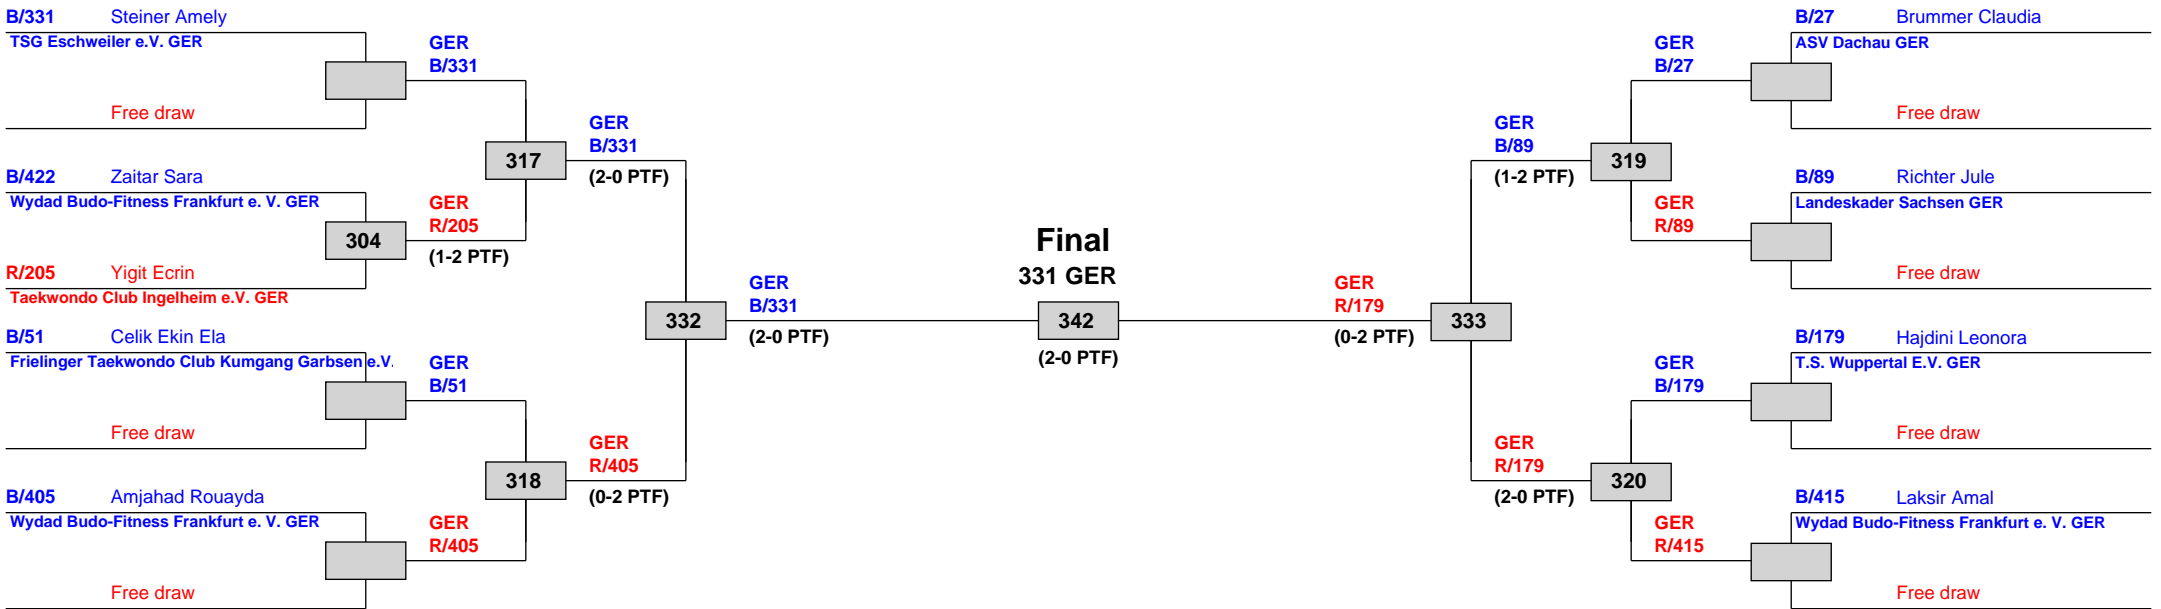 B/331 Steiner Amely
TSG Eschweiler e.V. GER
Free draw
GER
B/331
B/422 Zaitar Sara
Wydad Budo-Fitness Frankfurt e. V. GER
304
R/205 Yigit Ecrin
Taekwondo Club Ingelheim e.V. GER
GER
R/205
(1-2 PTF)
317
GER
B/331
(2-0 PTF)
B/51 Celik Ekin Ela
Frielinger Taekwondo Club Kumgang Garbsen e.V.
Free draw
GER
B/51
B/405 Amjahad Rouayda
Wydad Budo-Fitness Frankfurt e. V. GER
Free draw
GER
R/405
318
GER
R/405
(0-2 PTF)
332
GER
B/331
(2-0 PTF)
Final
331 GER
342
(2-0 PTF)
GER
R/179
(0-2 PTF)
333
GER
B/89
(1-2 PTF)
319
GER
B/27
B/27 Brummer Claudia
ASV Dachau GER
Free draw
GER
R/89
B/89 Richter Jule
Landeskader Sachsen GER
Free draw
GER
R/179
(2-0 PTF)
320
GER
B/179
B/179 Hajdini Leonora
T.S. Wuppertal E.V. GER
Free draw
GER
R/415
B/415 Laksir Amal
Wydad Budo-Fitness Frankfurt e. V. GER
Free draw